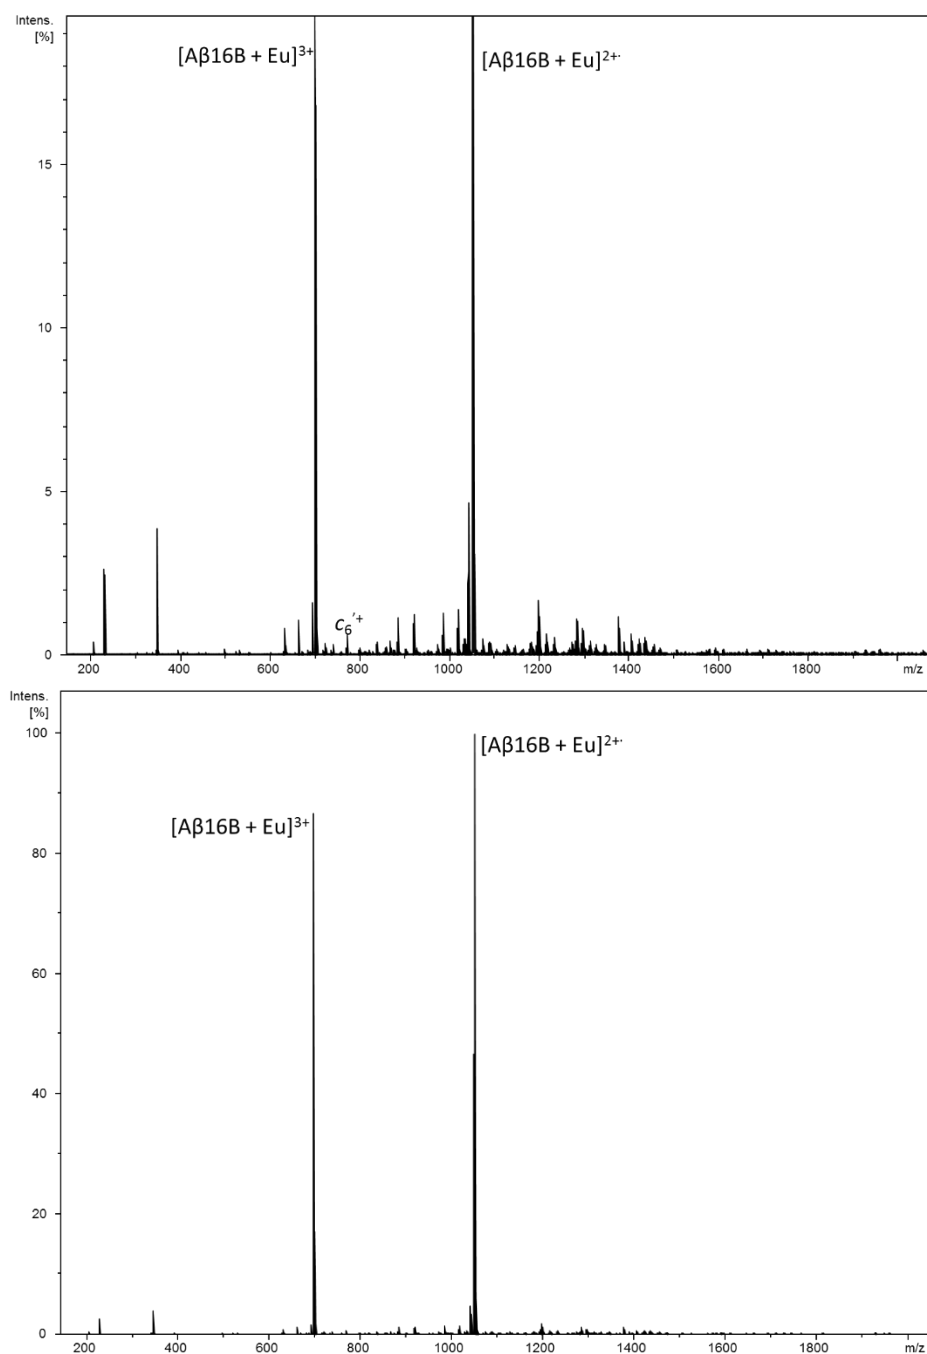 Intens.
[%]
[Aβ16B + Eu]³⁺
[Aβ16B + Eu]²⁺·
15
10
5
c₆′⁺
0
200 400 600 800 1000 1200 1400 1600 1800 m/z
Intens.
[%]
100
[Aβ16B + Eu]²⁺·
[Aβ16B + Eu]³⁺
80
60
40
20
0
200 400 600 800 1000 1200 1400 1600 1800 m/z